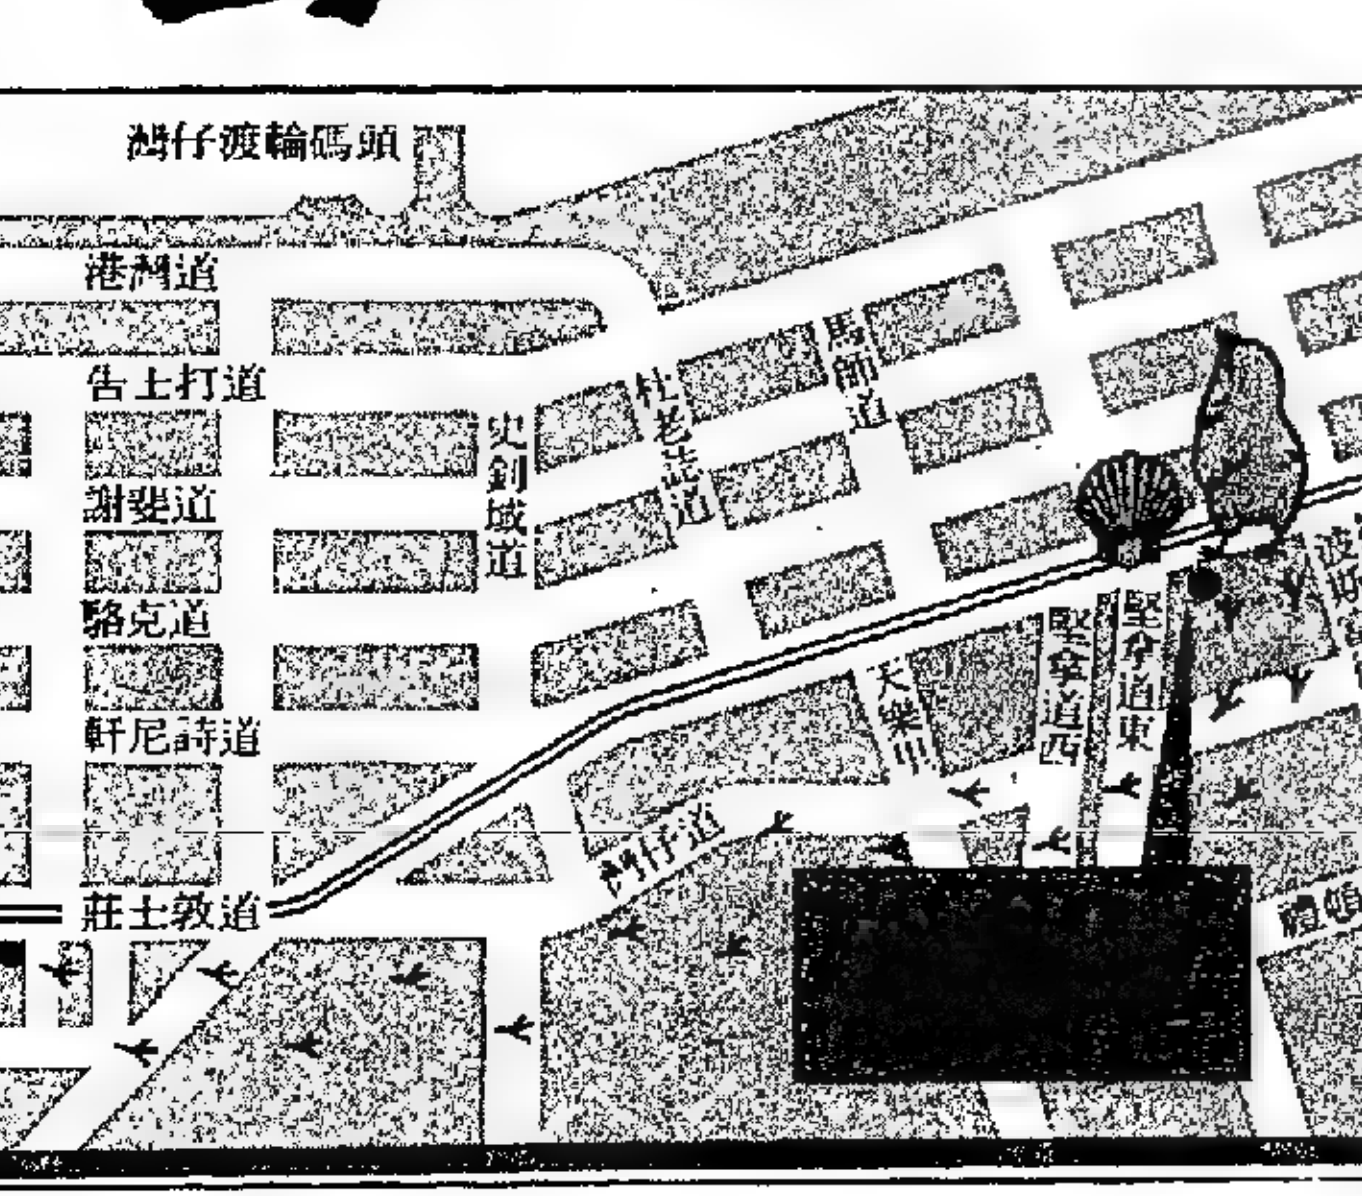 灣仔渡輪碼頭
港灣道
告士打道
謝斐道
駱克道
軒尼詩道
莊士敦道
史釗域道
杜老誌道
馬師道
灣仔道
天樂里
堅拿道西
堅拿道東
禮頓